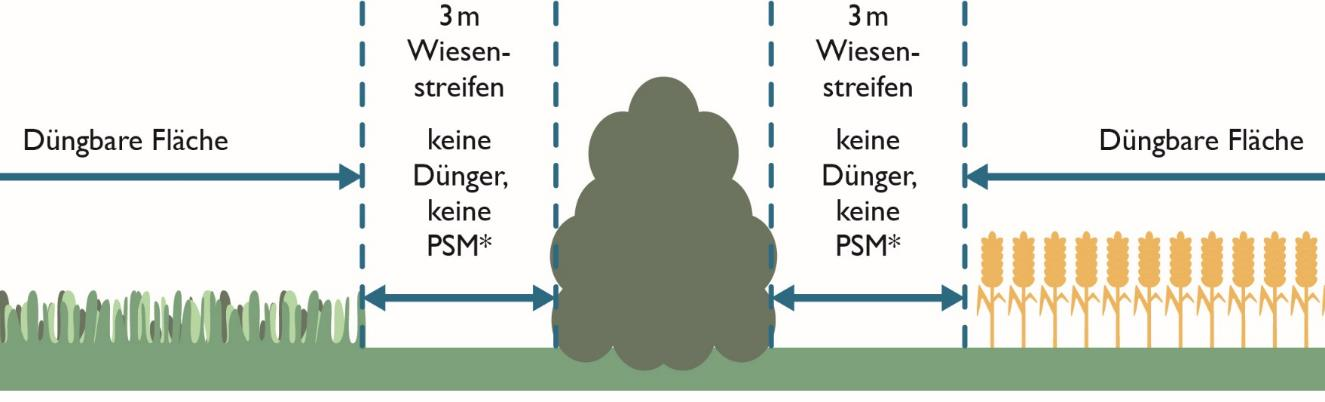 Düngbare Fläche
3 m
Wiesen-
streifen
keine
Dünger,
keine
PSM*
3 m
Wiesen-
streifen
keine
Dünger,
keine
PSM*
Düngbare Fläche